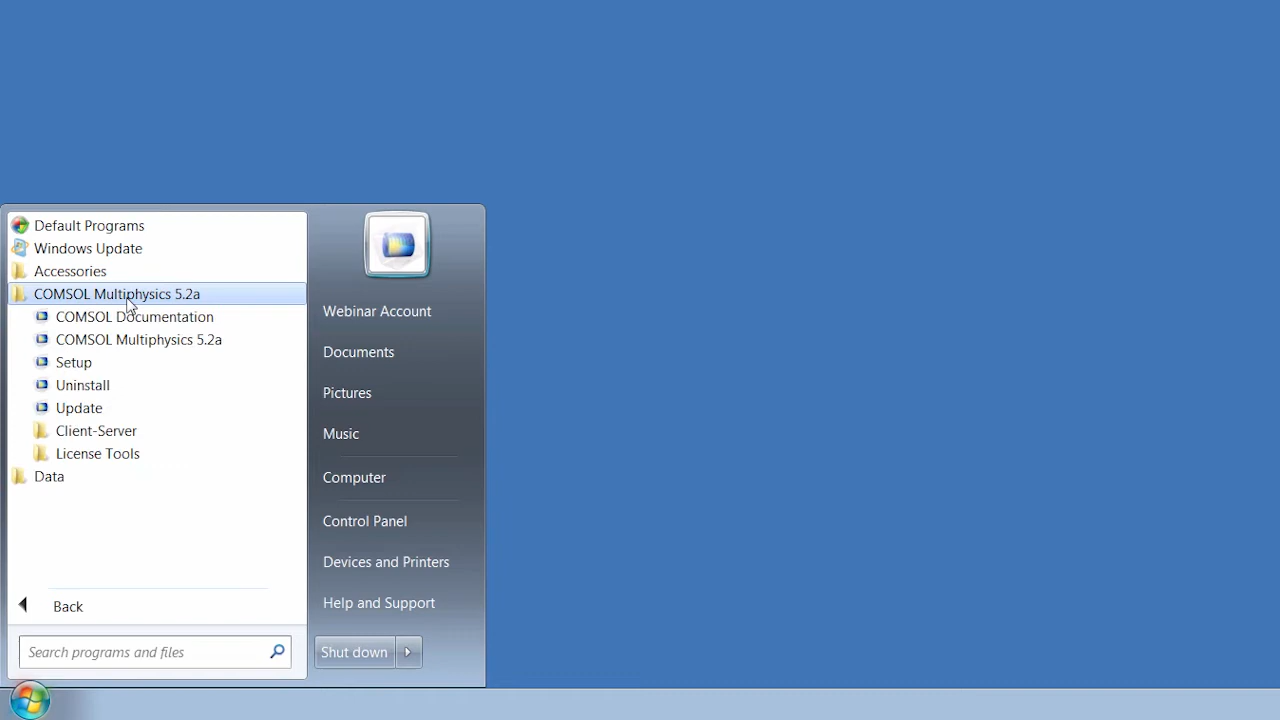 Default Programs
Windows Update
Accessories
COMSOL Multiphysics 5.2a
COMSOL Documentation
COMSOL Multiphysics 5.2a
Setup
Uninstall
Update
Client-Server
License Tools
Data
Back
Search programs and files
Webinar Account
Documents
Pictures
Music
Computer
Control Panel
Devices and Printers
Help and Support
Shut down